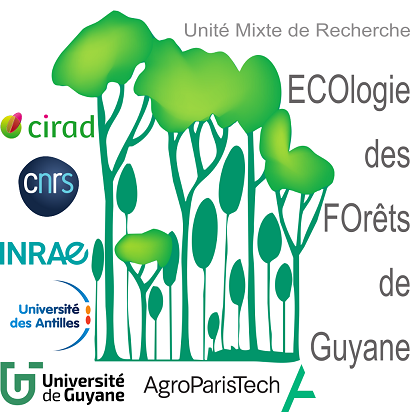 Unité Mixte de Recherche
ECOlogie
des
FOrêts
de
Guyane
cirad
cnrs
INRAE
Université
des Antilles
Université
de Guyane
AgroParisTech